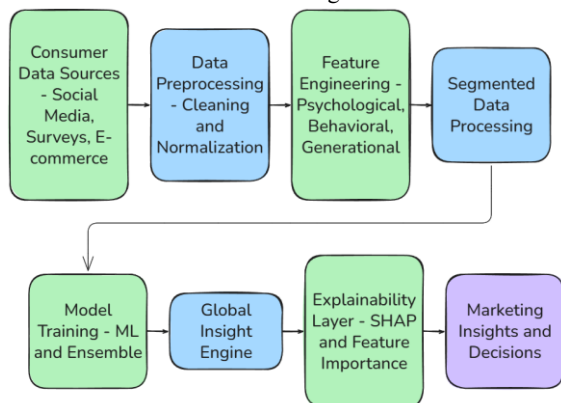 Consumer
Data Sources
- Social
Media,
Surveys, E-
commerce
Data
Preprocessing
- Cleaning
and
Normalization
Feature
Engineering -
Psychological,
Behavioral,
Generational
Segmented
Data
Processing
Model
Training - ML
and Ensemble
Global
Insight
Engine
Explainability
Layer - SHAP
and Feature
Importance
Marketing
Insights and
Decisions